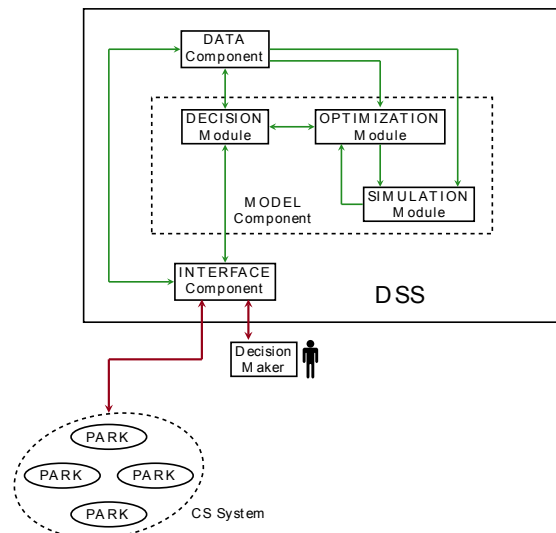 DATA
Component
DECISION
Module
OPTIMIZATION
Module
SIMULATION
Module
MODEL
Component
INTERFACE
Component
DSS
Decision
Maker
PARK
PARK
PARK
PARK
CS System